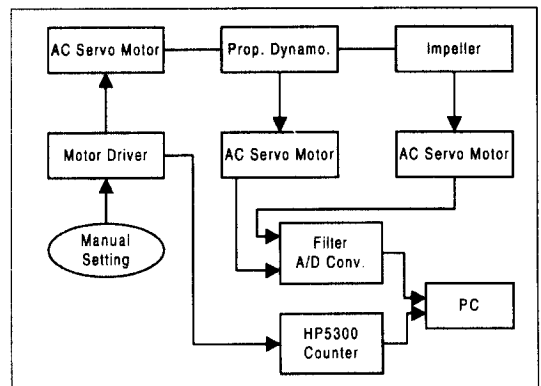 AC Servo Motor
Prop. Dynamo.
Impeller
Motor Driver
AC Servo Motor
AC Servo Motor
Manual
Setting
Filter
A/D Conv.
PC
HP5300
Counter